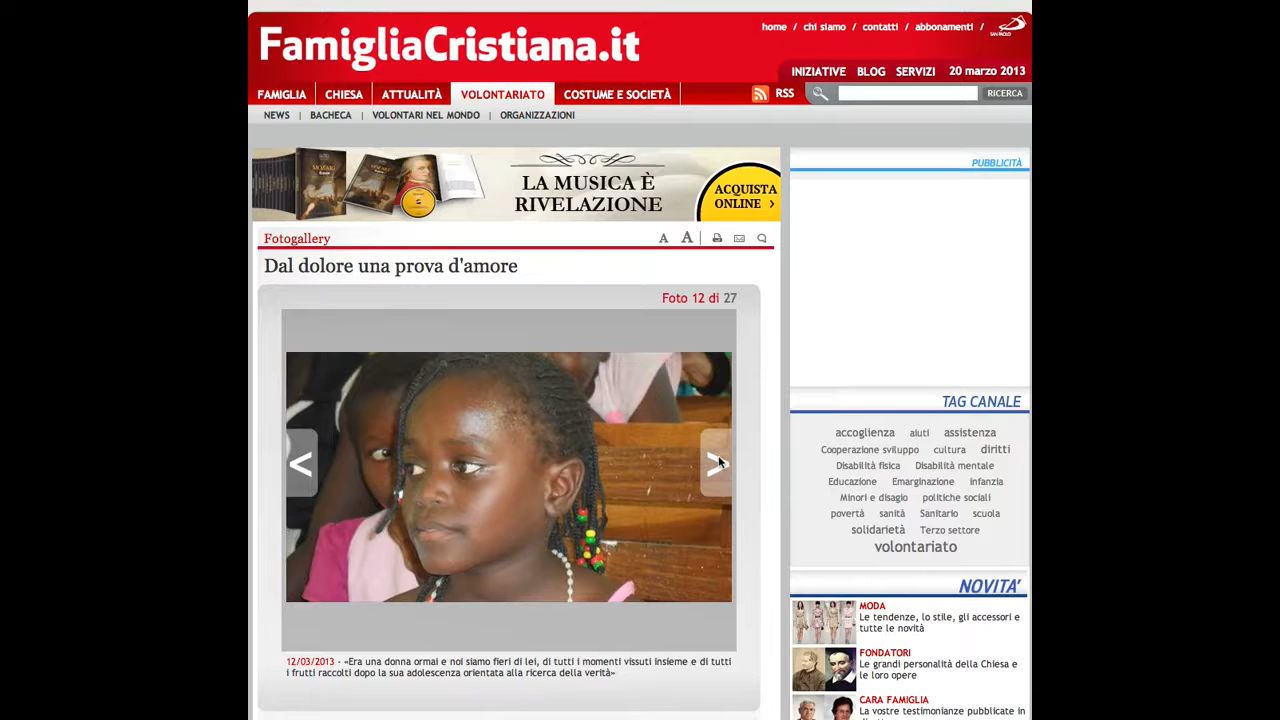 FamigliaCristiana.it
home / chi siamo / contatti / abbonamenti /
SAN PAOLO
INIZIATIVE BLOG SERVIZI 20 marzo 2013
FAMIGLIA CHIESA ATTUALITÀ VOLONTARIATO COSTUME E SOCIETÀ RSS RICERCA
NEWS | BACHECA | VOLONTARI NEL MONDO | ORGANIZZAZIONI
MOZART
LA MUSICA È
RIVELAZIONE
ACQUISTA
ONLINE >
Fotogallery
A A
Dal dolore una prova d'amore
Foto 12 di 27
< >
12/03/2013 - «Era una donna ormai e noi siamo fieri di lei, di tutti i momenti vissuti insieme e di tutti
i frutti raccolti dopo la sua adolescenza orientata alla ricerca della verità»
PUBBLICITÀ
TAG CANALE
accoglienza aiuti assistenza
Cooperazione sviluppo cultura diritti
Disabilità fisica Disabilità mentale
Educazione Emarginazione infanzia
Minori e disagio politiche sociali
povertà sanità Sanitario scuola
solidarietà Terzo settore
volontariato
NOVITA'
MODA
Le tendenze, lo stile, gli accessori e
tutte le novità
FONDATORI
Le grandi personalità della Chiesa e
le loro opere
CARA FAMIGLIA
La vostre testimonianze pubblicate in